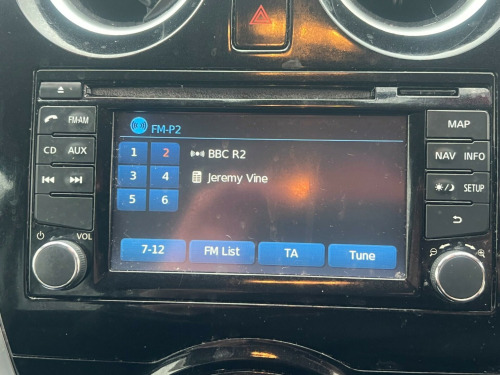 FM-AM
CD AUX
VOL
FM-P2
1 2 BBC R2
3 4 Jeremy Vine
5 6
7-12 FM List TA Tune
MAP
NAV INFO
SETUP